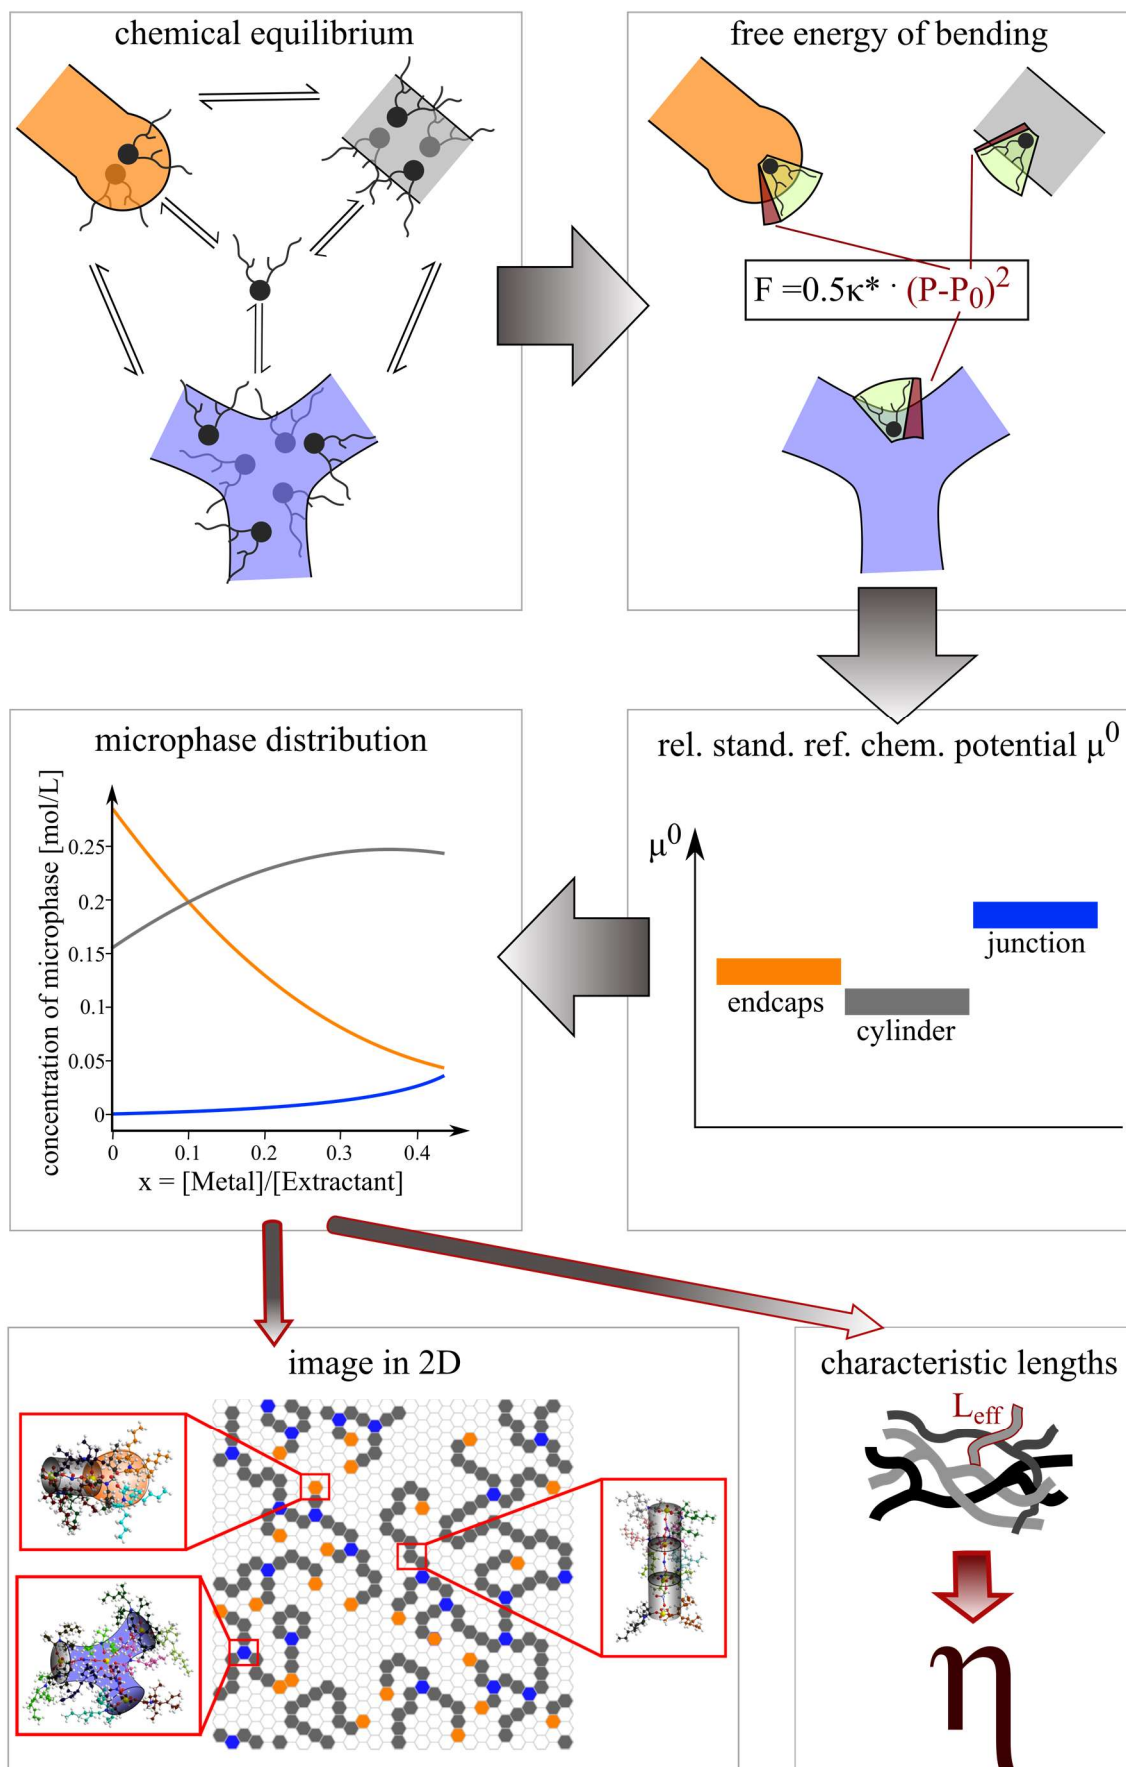 chemical equilibrium
free energy of bending
F =0.5κ* · (P-P₀)²
microphase distribution
concentration of microphase [mol/L]
0.25
0.2
0.15
0.1
0.05
0
0 0.1 0.2 0.3 0.4
x = [Metal]/[Extractant]
rel. stand. ref. chem. potential μ⁰
μ⁰
junction
endcaps
cylinder
image in 2D
characteristic lengths
Leff
η